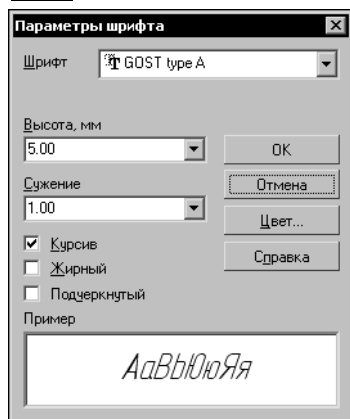 Параметры шрифта
Шрифт GOST type A
Высота, мм
5.00 OK
Сужение Отмена
1.00 Цвет...
Курсив Справка
Жирный
Подчеркнутый
Пример
АаВbЮюЯя